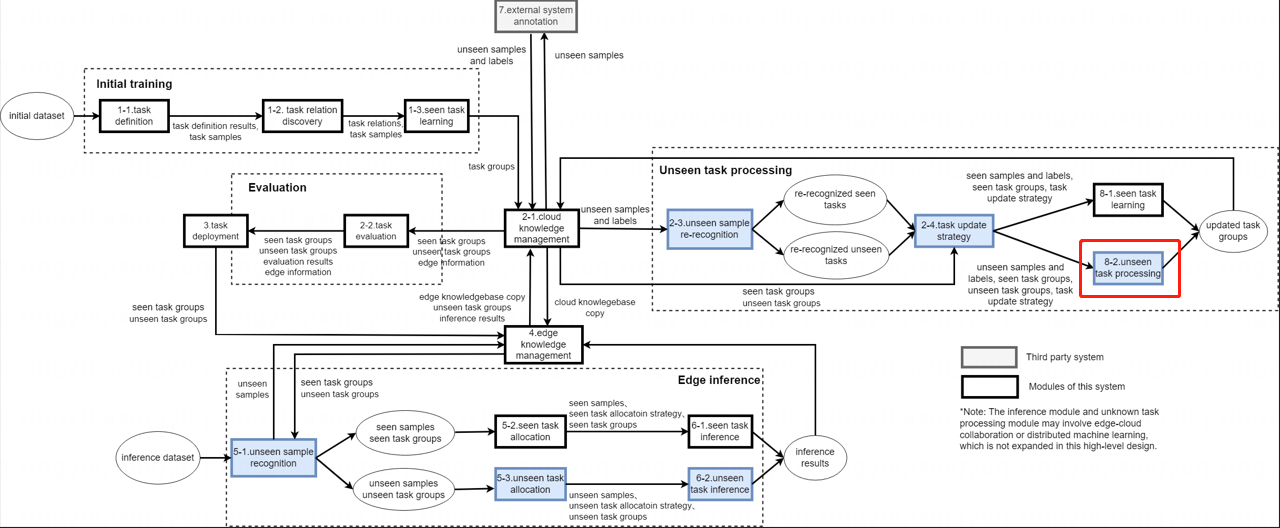 7.external system
annotation
unseen samples
and labels
unseen samples
Initial training
initial dataset
1-1.task
definition
task definition results,
task samples
1-2. task relation
discovery
task relations,
task samples
1-3.seen task
learning
task groups
Evaluation
3.task
deployment
seen task groups
unseen task groups
evaluation results
edge information
2-2.task
evaluation
seen task groups
unseen task groups
edge information
2-1.cloud
knowledge
management
unseen samples
and labels
Unseen task processing
2-3.unseen sample
re-recognition
re-recognized seen
tasks
re-recognized unseen
tasks
2-4.task update
strategy
seen samples and labels,
seen task groups, task
update strategy
8-1.seen task
learning
unseen samples and
labels, seen task groups,
unseen task groups, task
update strategy
8-2.unseen
task processing
updated task
groups
seen task groups
unseen task groups
seen task groups
unseen task groups
edge knowledgebase copy
unseen task groups
inference results
cloud knowlegebase
copy
4.edge
knowledge
management
Edge inference
unseen
samples
seen task groups
unseen task groups
inference dataset
5-1.unseen sample
recognition
seen samples
seen task groups
unseen samples
unseen task groups
5-2.seen task
allocation
seen samples、
seen task allocatoin strategy、
seen task groups
6-1.seen task
inference
5-3.unseen task
allocation
unseen samples、
unseen task allocatoin strategy、
unseen task groups
6-2.unseen
task inference
inference
results
Third party system
Modules of this system
*Note: The inference module and unknown task
processing module may involve edge-cloud
collaboration or distributed machine learning,
which is not expanded in this high-level design.